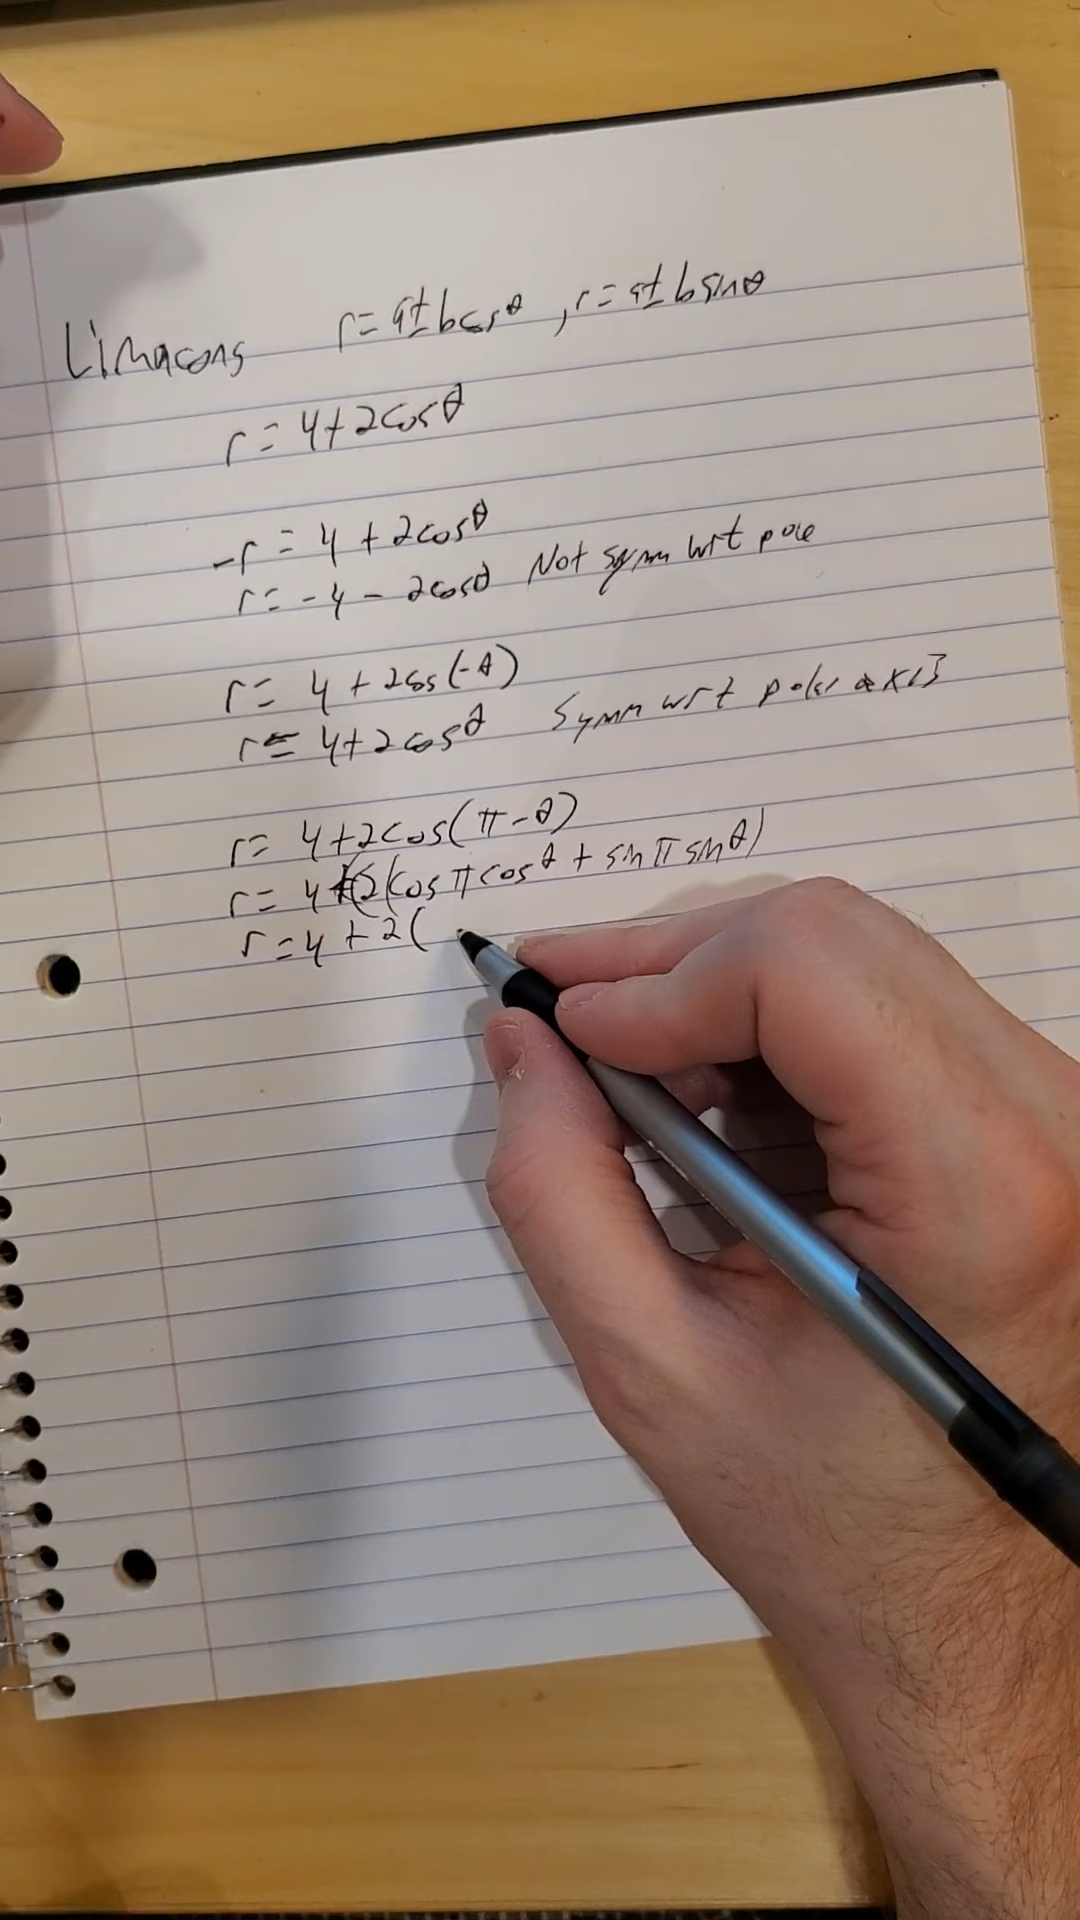 Limacons r = a ± b cos θ , r = a ± b sin θ
r = 4 + 2 cos θ
-r = 4 + 2 cos θ
r = -4 - 2 cos θ Not symm wrt pole
r = 4 + 2 cos (-θ)
r = 4 + 2 cos θ Symm wrt polar axis
r = 4 + 2 cos (π - θ)
r = 4 + 2 (cos π cos θ + sin π sin θ)
r = 4 + 2 (